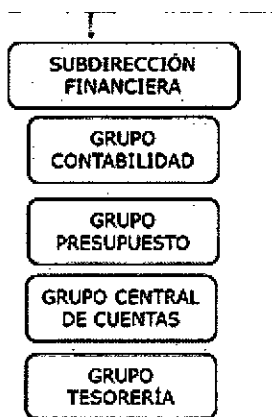 SUBDIRECCIÓN
FINANCIERA
GRUPO
CONTABILIDAD
GRUPO
PRESUPUESTO
GRUPO CENTRAL
DE CUENTAS
GRUPO
TESORERÍA